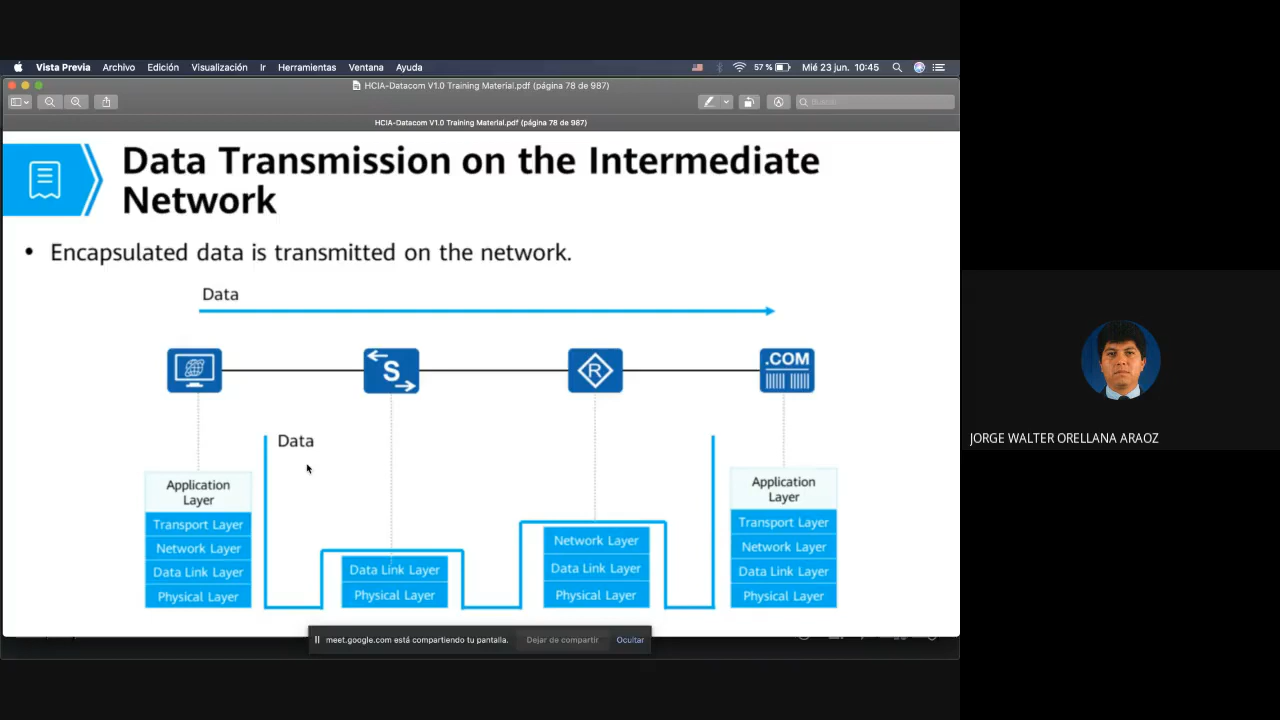 Vista Previa Archivo Edición Visualización Ir Herramientas Ventana Ayuda 57 % Mié 23 jun. 10:45
HCIA-Datacom V1.0 Training Material.pdf (página 78 de 987)
Buscar
HCIA-Datacom V1.0 Training Material.pdf (página 78 de 987)
Data Transmission on the Intermediate
Network
• Encapsulated data is transmitted on the network.
Data
S
R
.COM
Data
Application
Layer
Transport Layer
Network Layer
Data Link Layer
Physical Layer
Data Link Layer
Physical Layer
Network Layer
Data Link Layer
Physical Layer
Application
Layer
Transport Layer
Network Layer
Data Link Layer
Physical Layer
meet.google.com está compartiendo tu pantalla. Dejar de compartir Ocultar
JORGE WALTER ORELLANA ARAOZ